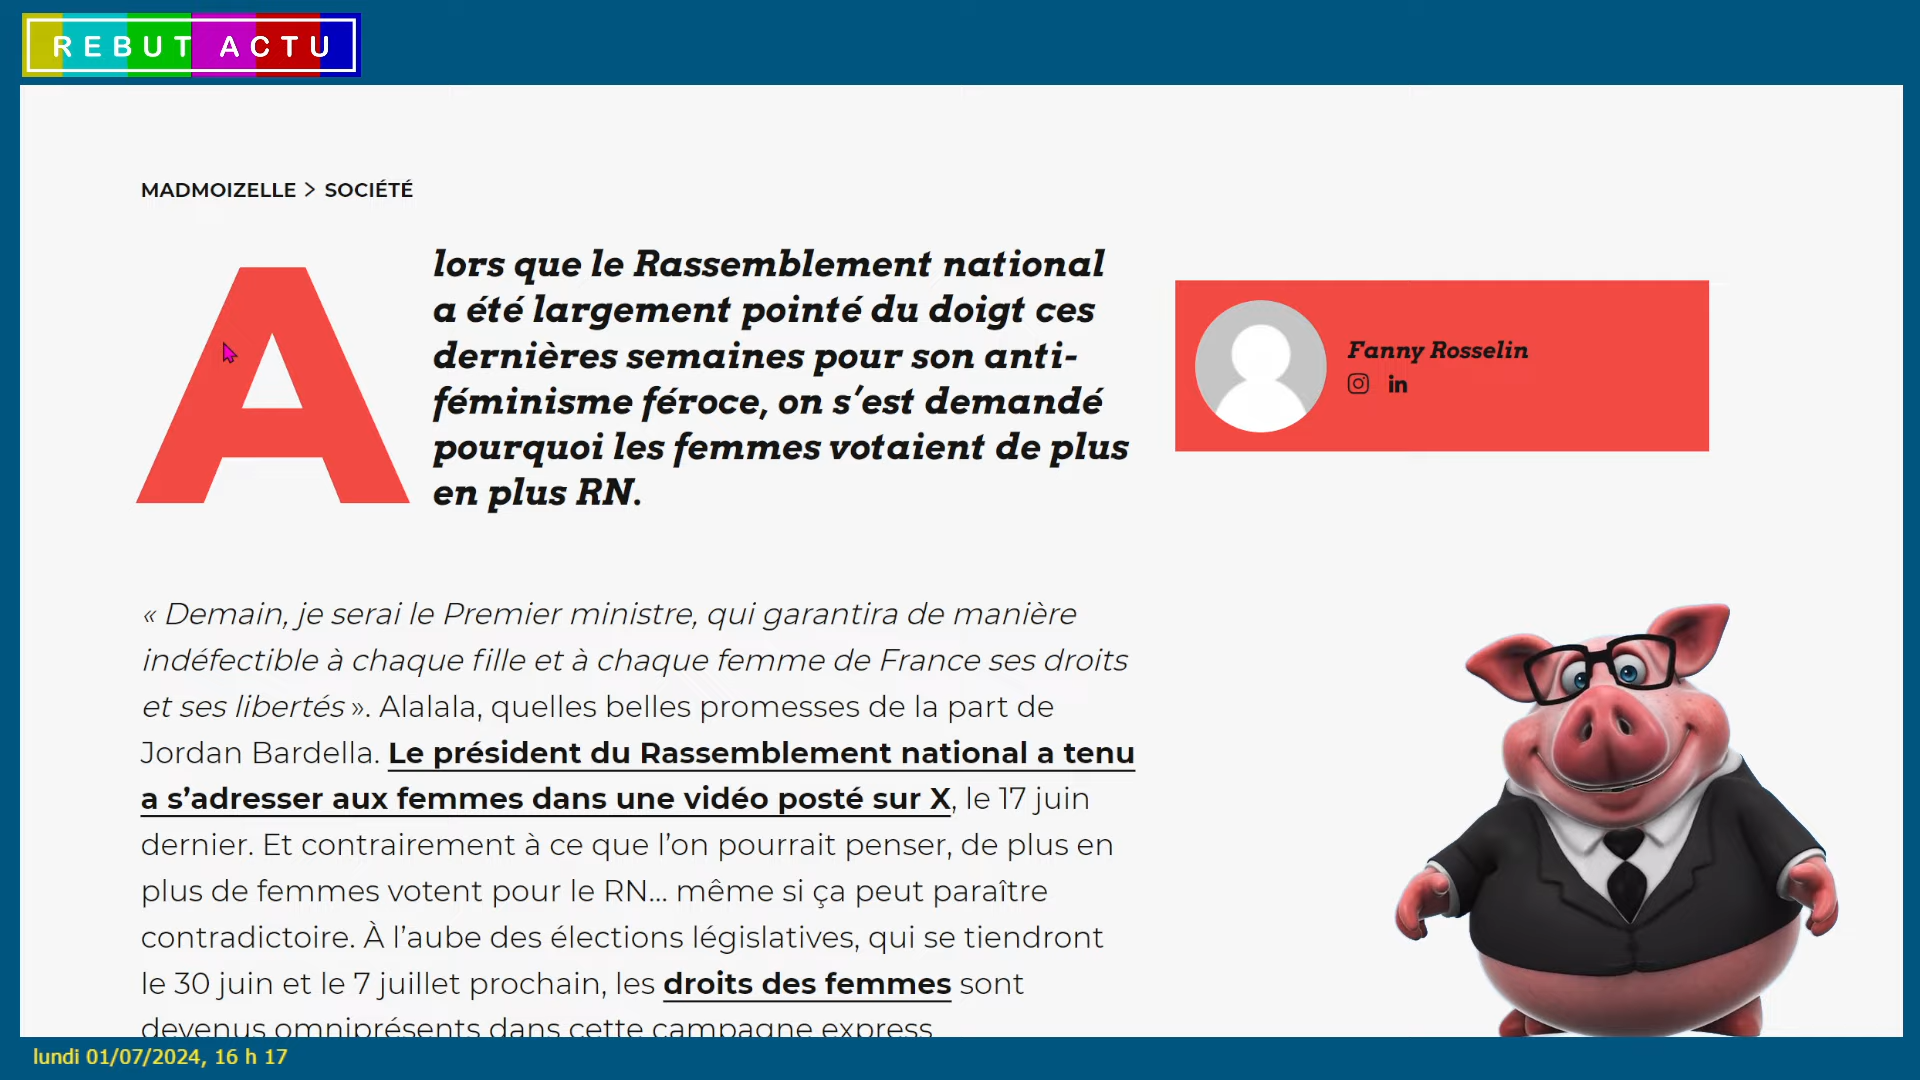 REBUT ACTU
MADMOIZELLE > SOCIÉTÉ
A
lors que le Rassemblement national
a été largement pointé du doigt ces
dernières semaines pour son anti-
féminisme féroce, on s’est demandé
pourquoi les femmes votaient de plus
en plus RN.
Fanny Rosselin
in
« Demain, je serai le Premier ministre, qui garantira de manière
indéfectible à chaque fille et à chaque femme de France ses droits
et ses libertés ». Alalala, quelles belles promesses de la part de
Jordan Bardella. Le président du Rassemblement national a tenu
a s’adresser aux femmes dans une vidéo posté sur X, le 17 juin
dernier. Et contrairement à ce que l’on pourrait penser, de plus en
plus de femmes votent pour le RN... même si ça peut paraître
contradictoire. À l’aube des élections législatives, qui se tiendront
le 30 juin et le 7 juillet prochain, les droits des femmes sont
devenus omniprésents dans cette campagne express
lundi 01/07/2024, 16 h 17